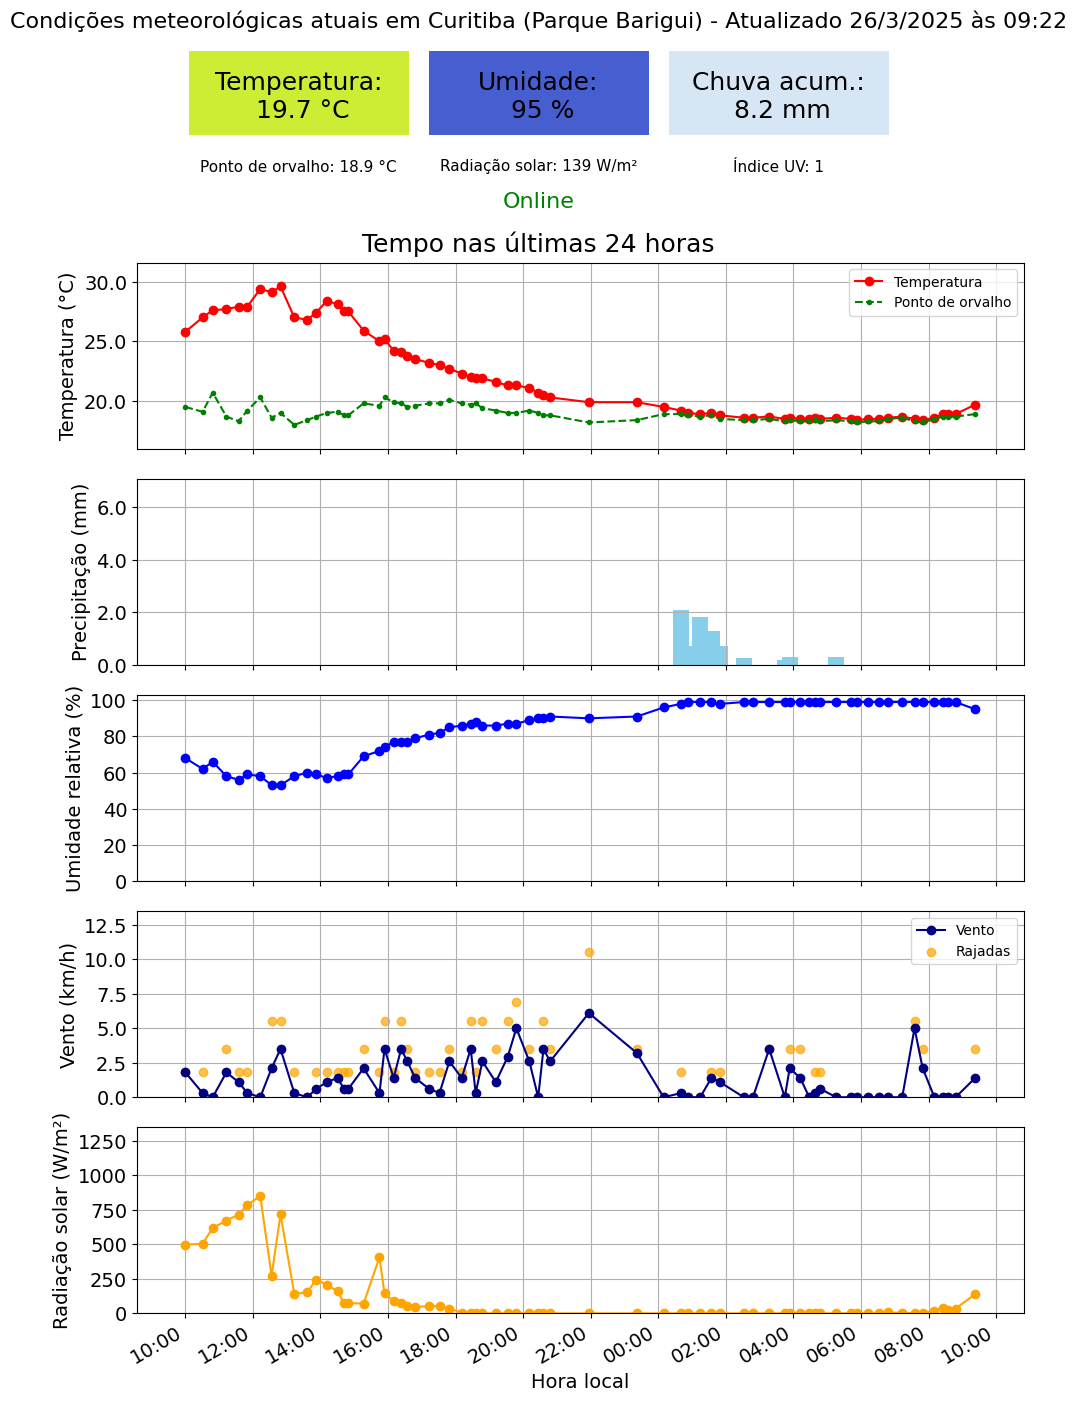 Condições meteorológicas atuais em Curitiba (Parque Barigui) - Atualizado 26/3/2025 às 09:22
Temperatura:
19.7 °C
Umidade:
95 %
Chuva acum.:
8.2 mm
Ponto de orvalho: 18.9 °C
Radiação solar: 139 W/m²
Índice UV: 1
Online
Tempo nas últimas 24 horas
Temperatura (°C)
30.0
25.0
20.0
Temperatura
Ponto de orvalho
Precipitação (mm)
6.0
4.0
2.0
0.0
Umidade relativa (%)
100
80
60
40
20
0
Vento (km/h)
12.5
10.0
7.5
5.0
2.5
0.0
Vento
Rajadas
Radiação solar (W/m²)
1250
1000
750
500
250
0
10:00
12:00
14:00
16:00
18:00
20:00
22:00
00:00
02:00
04:00
06:00
08:00
10:00
Hora local